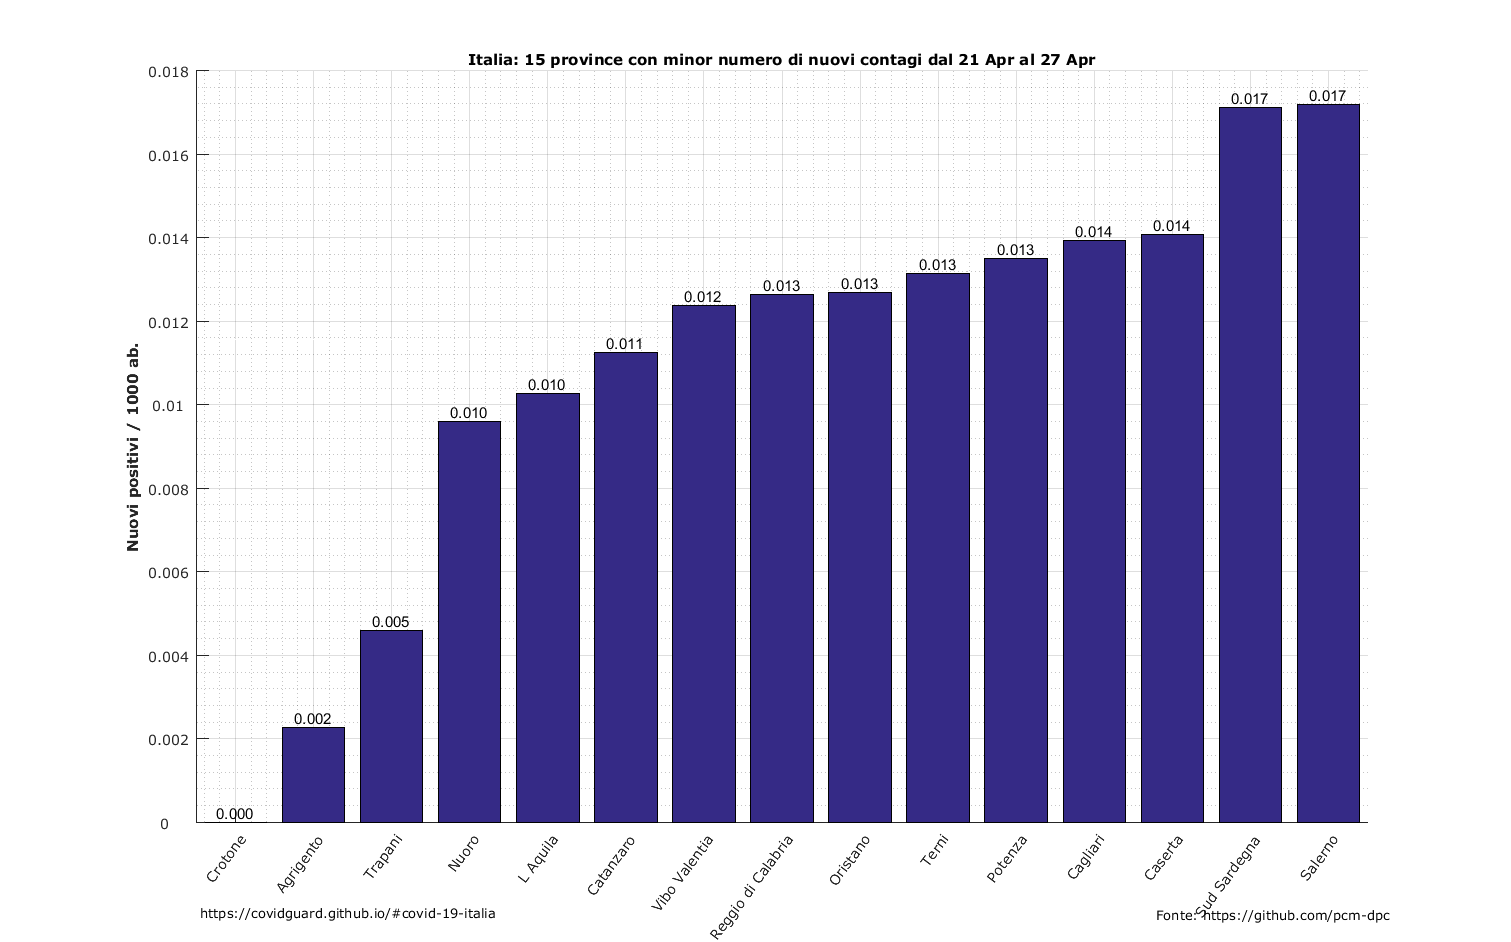 Italia: 15 province con minor numero di nuovi contagi dal 21 Apr al 27 Apr
Nuovi positivi / 1000 ab.
0.018
0.016
0.014
0.012
0.01
0.008
0.006
0.004
0.002
0
0.000
0.002
0.005
0.010
0.010
0.011
0.012
0.013
0.013
0.013
0.013
0.014
0.014
0.017
0.017
Crotone
Agrigento
Trapani
Nuoro
L Aquila
Catanzaro
Vibo Valentia
Reggio di Calabria
Oristano
Terni
Potenza
Cagliari
Caserta
Sud Sardegna
Salerno
https://covidguard.github.io/#covid-19-italia
Fonte: https://github.com/pcm-dpc